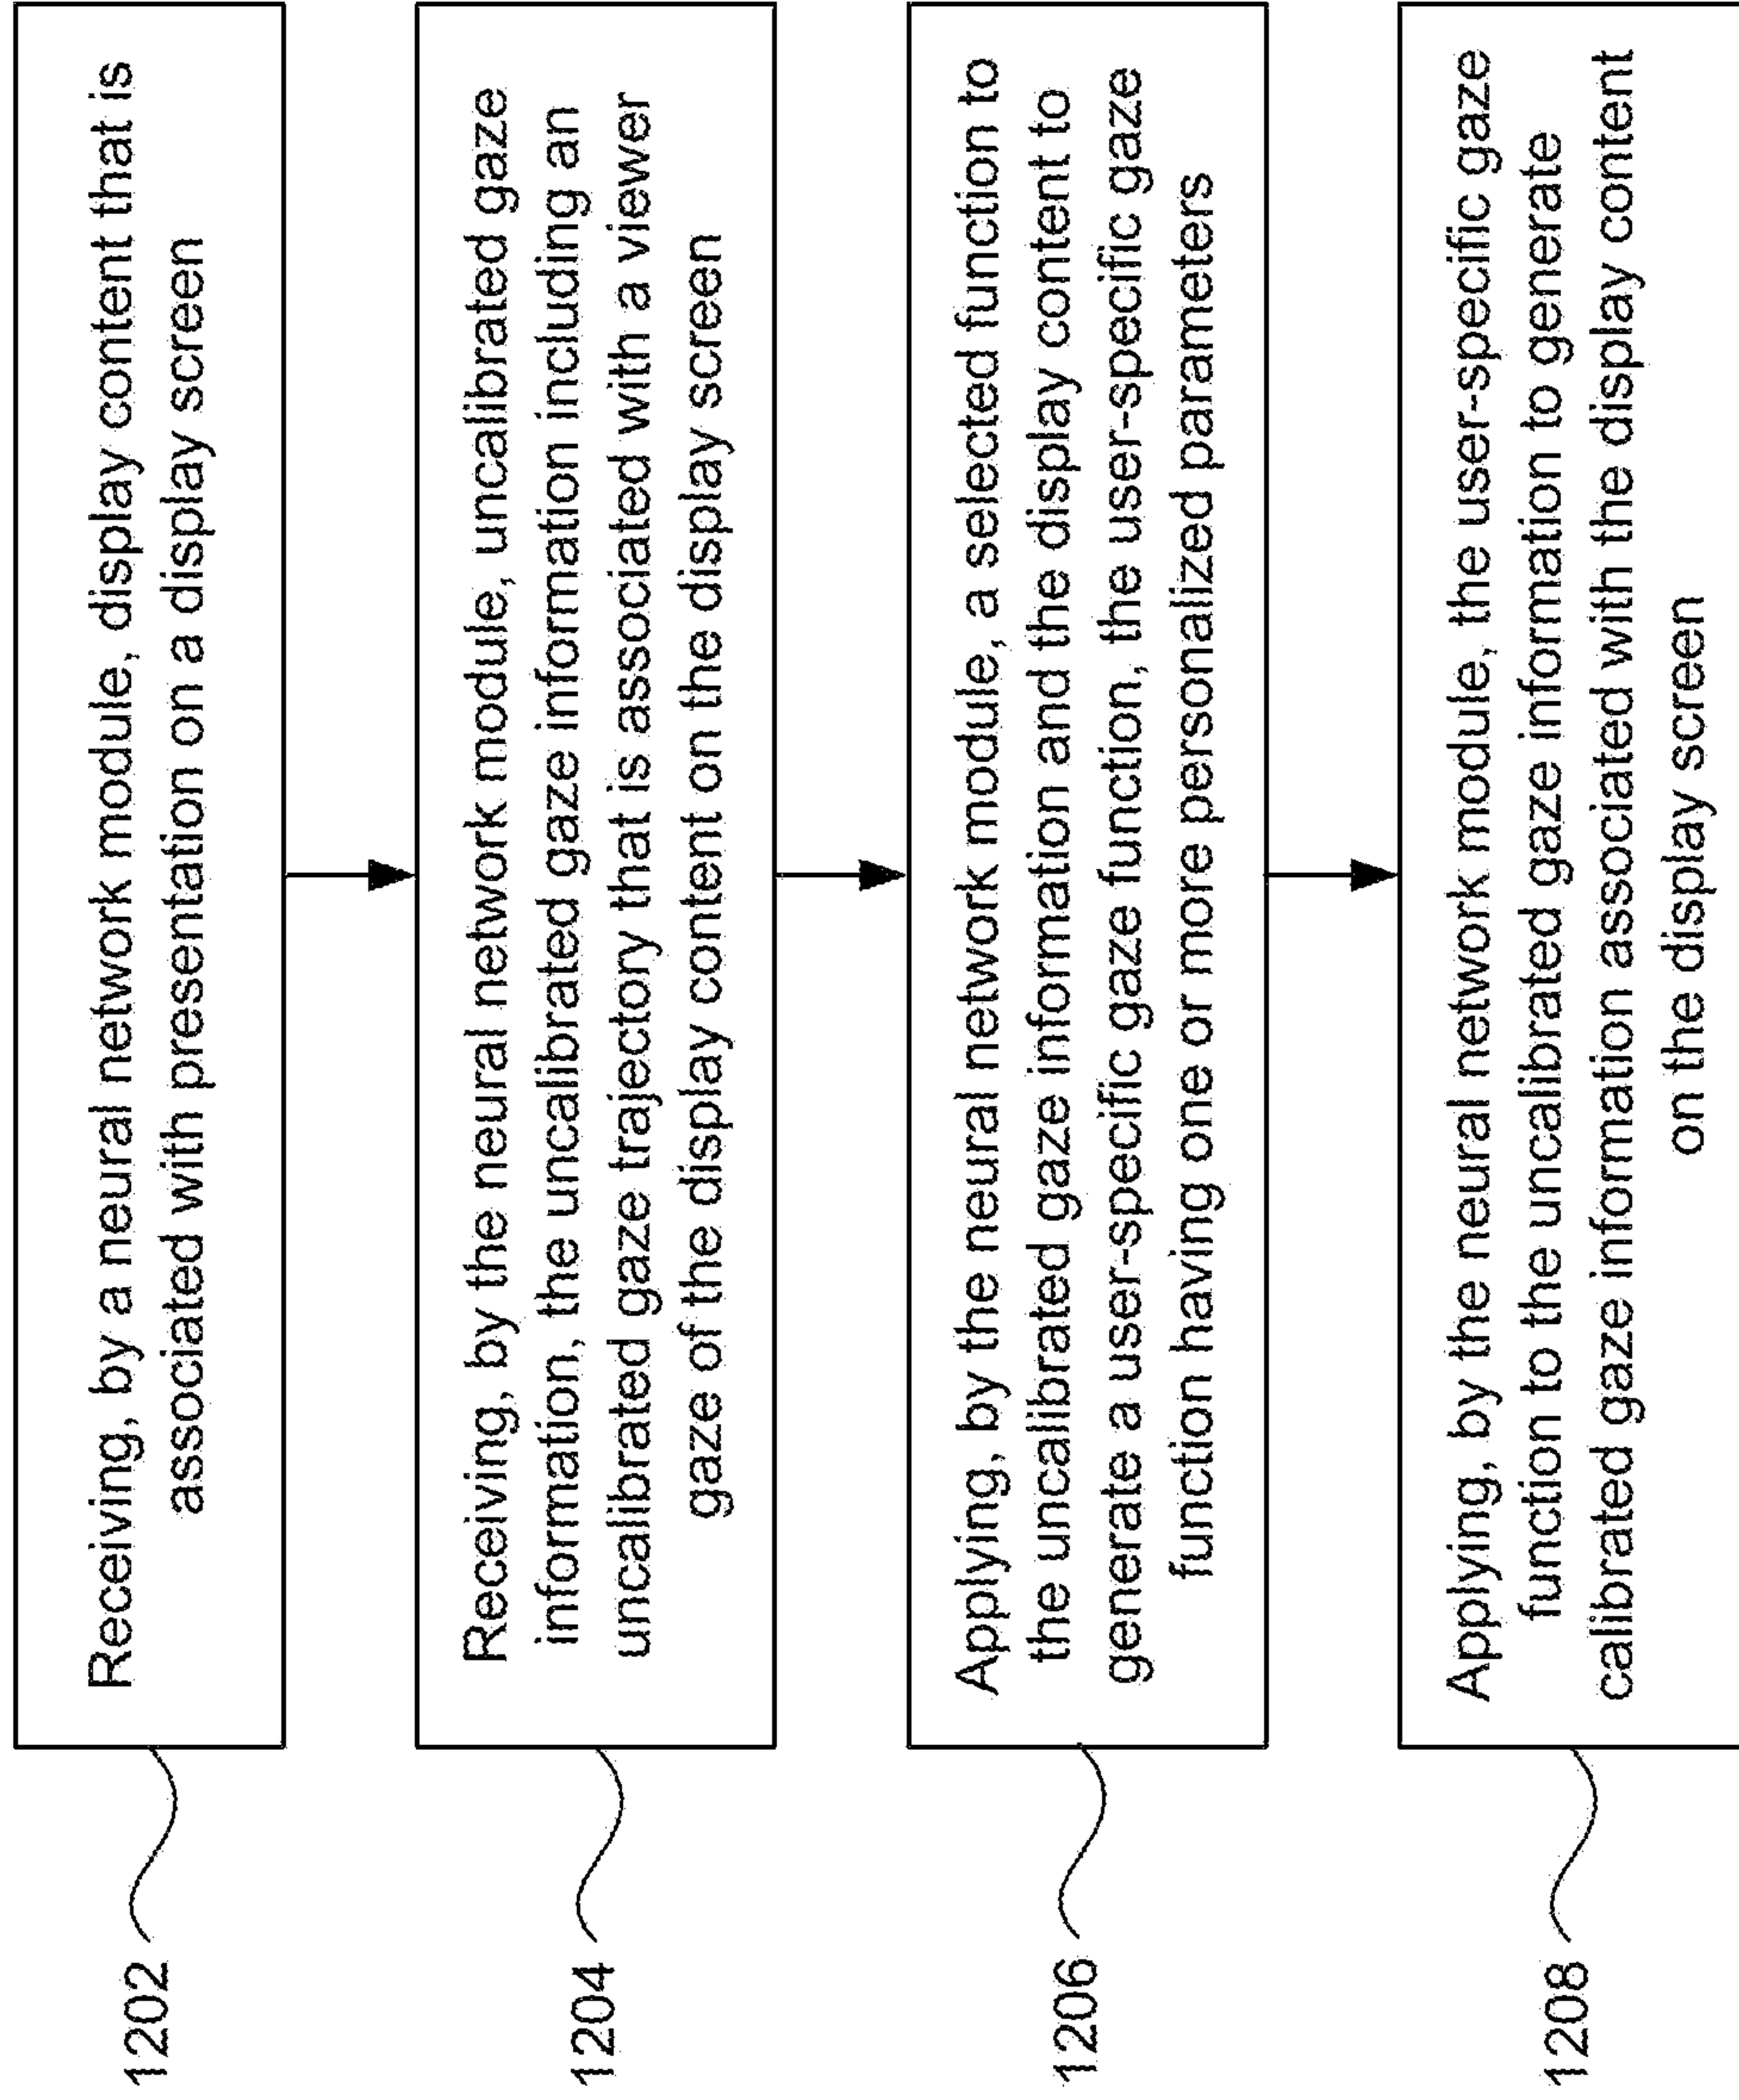 Receiving, by a neural network module, display content that is
associated with presentation on a display screen
1202
Receiving, by the neural network module, uncalibrated gaze
information, the uncalibrated gaze information including an
uncalibrated gaze trajectory that is associated with a viewer
gaze of the display content on the display screen
1204
Applying, by the neural network module, a selected function to
the uncalibrated gaze information and the display content to
generate a user-specific gaze function, the user-specific gaze
function having one or more personalized parameters
1206
Applying, by the neural network module, the user-specific gaze
function to the uncalibrated gaze information to generate
calibrated gaze information associated with the display content
on the display screen
1208